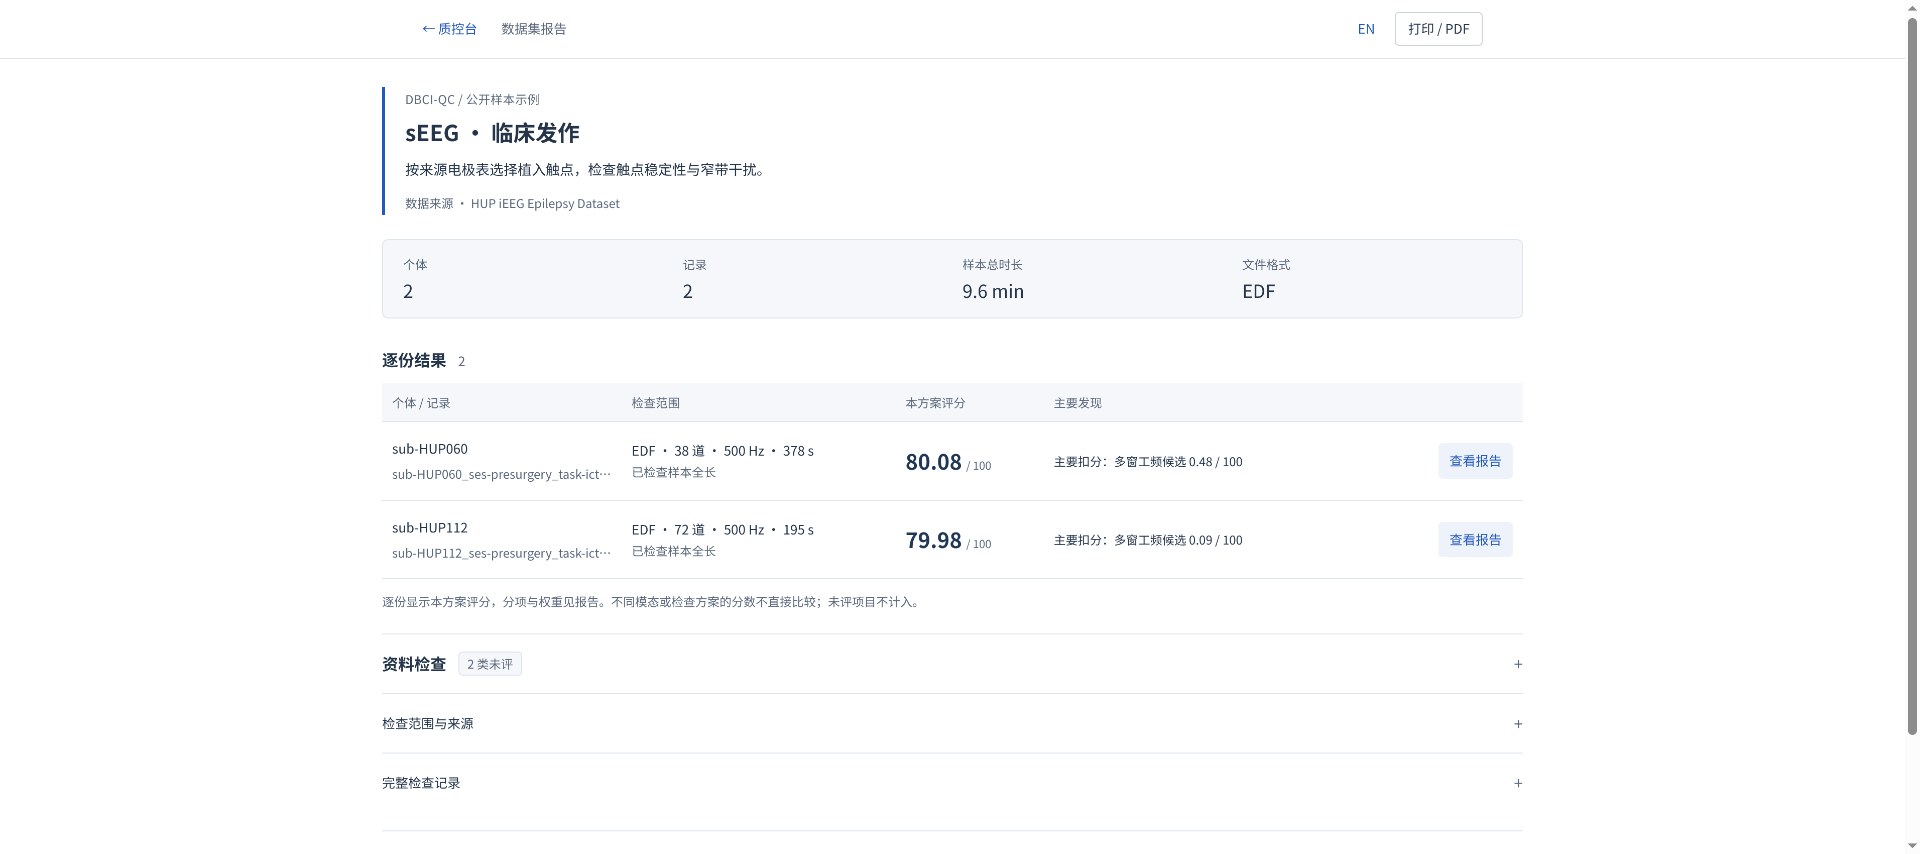 ← 质控台 数据集报告 EN 打印 / PDF
DBCI-QC / 公开样本示例
sEEG · 临床发作
按来源电极表选择植入触点，检查触点稳定性与窄带干扰。
数据来源 · HUP iEEG Epilepsy Dataset
个体 记录 样本总时长 文件格式
2 2 9.6 min EDF
逐份结果 2
个体 / 记录 检查范围 本方案评分 主要发现
sub-HUP060
sub-HUP060_ses-presurgery_task-ict…
EDF · 38 道 · 500 Hz · 378 s
已检查样本全长
80.08 / 100
主要扣分：多窗工频候选 0.48 / 100
查看报告
sub-HUP112
sub-HUP112_ses-presurgery_task-ict…
EDF · 72 道 · 500 Hz · 195 s
已检查样本全长
79.98 / 100
主要扣分：多窗工频候选 0.09 / 100
查看报告
逐份显示本方案评分，分项与权重见报告。不同模态或检查方案的分数不直接比较；未评项目不计入。
资料检查 2 类未评 +
检查范围与来源 +
完整检查记录 +